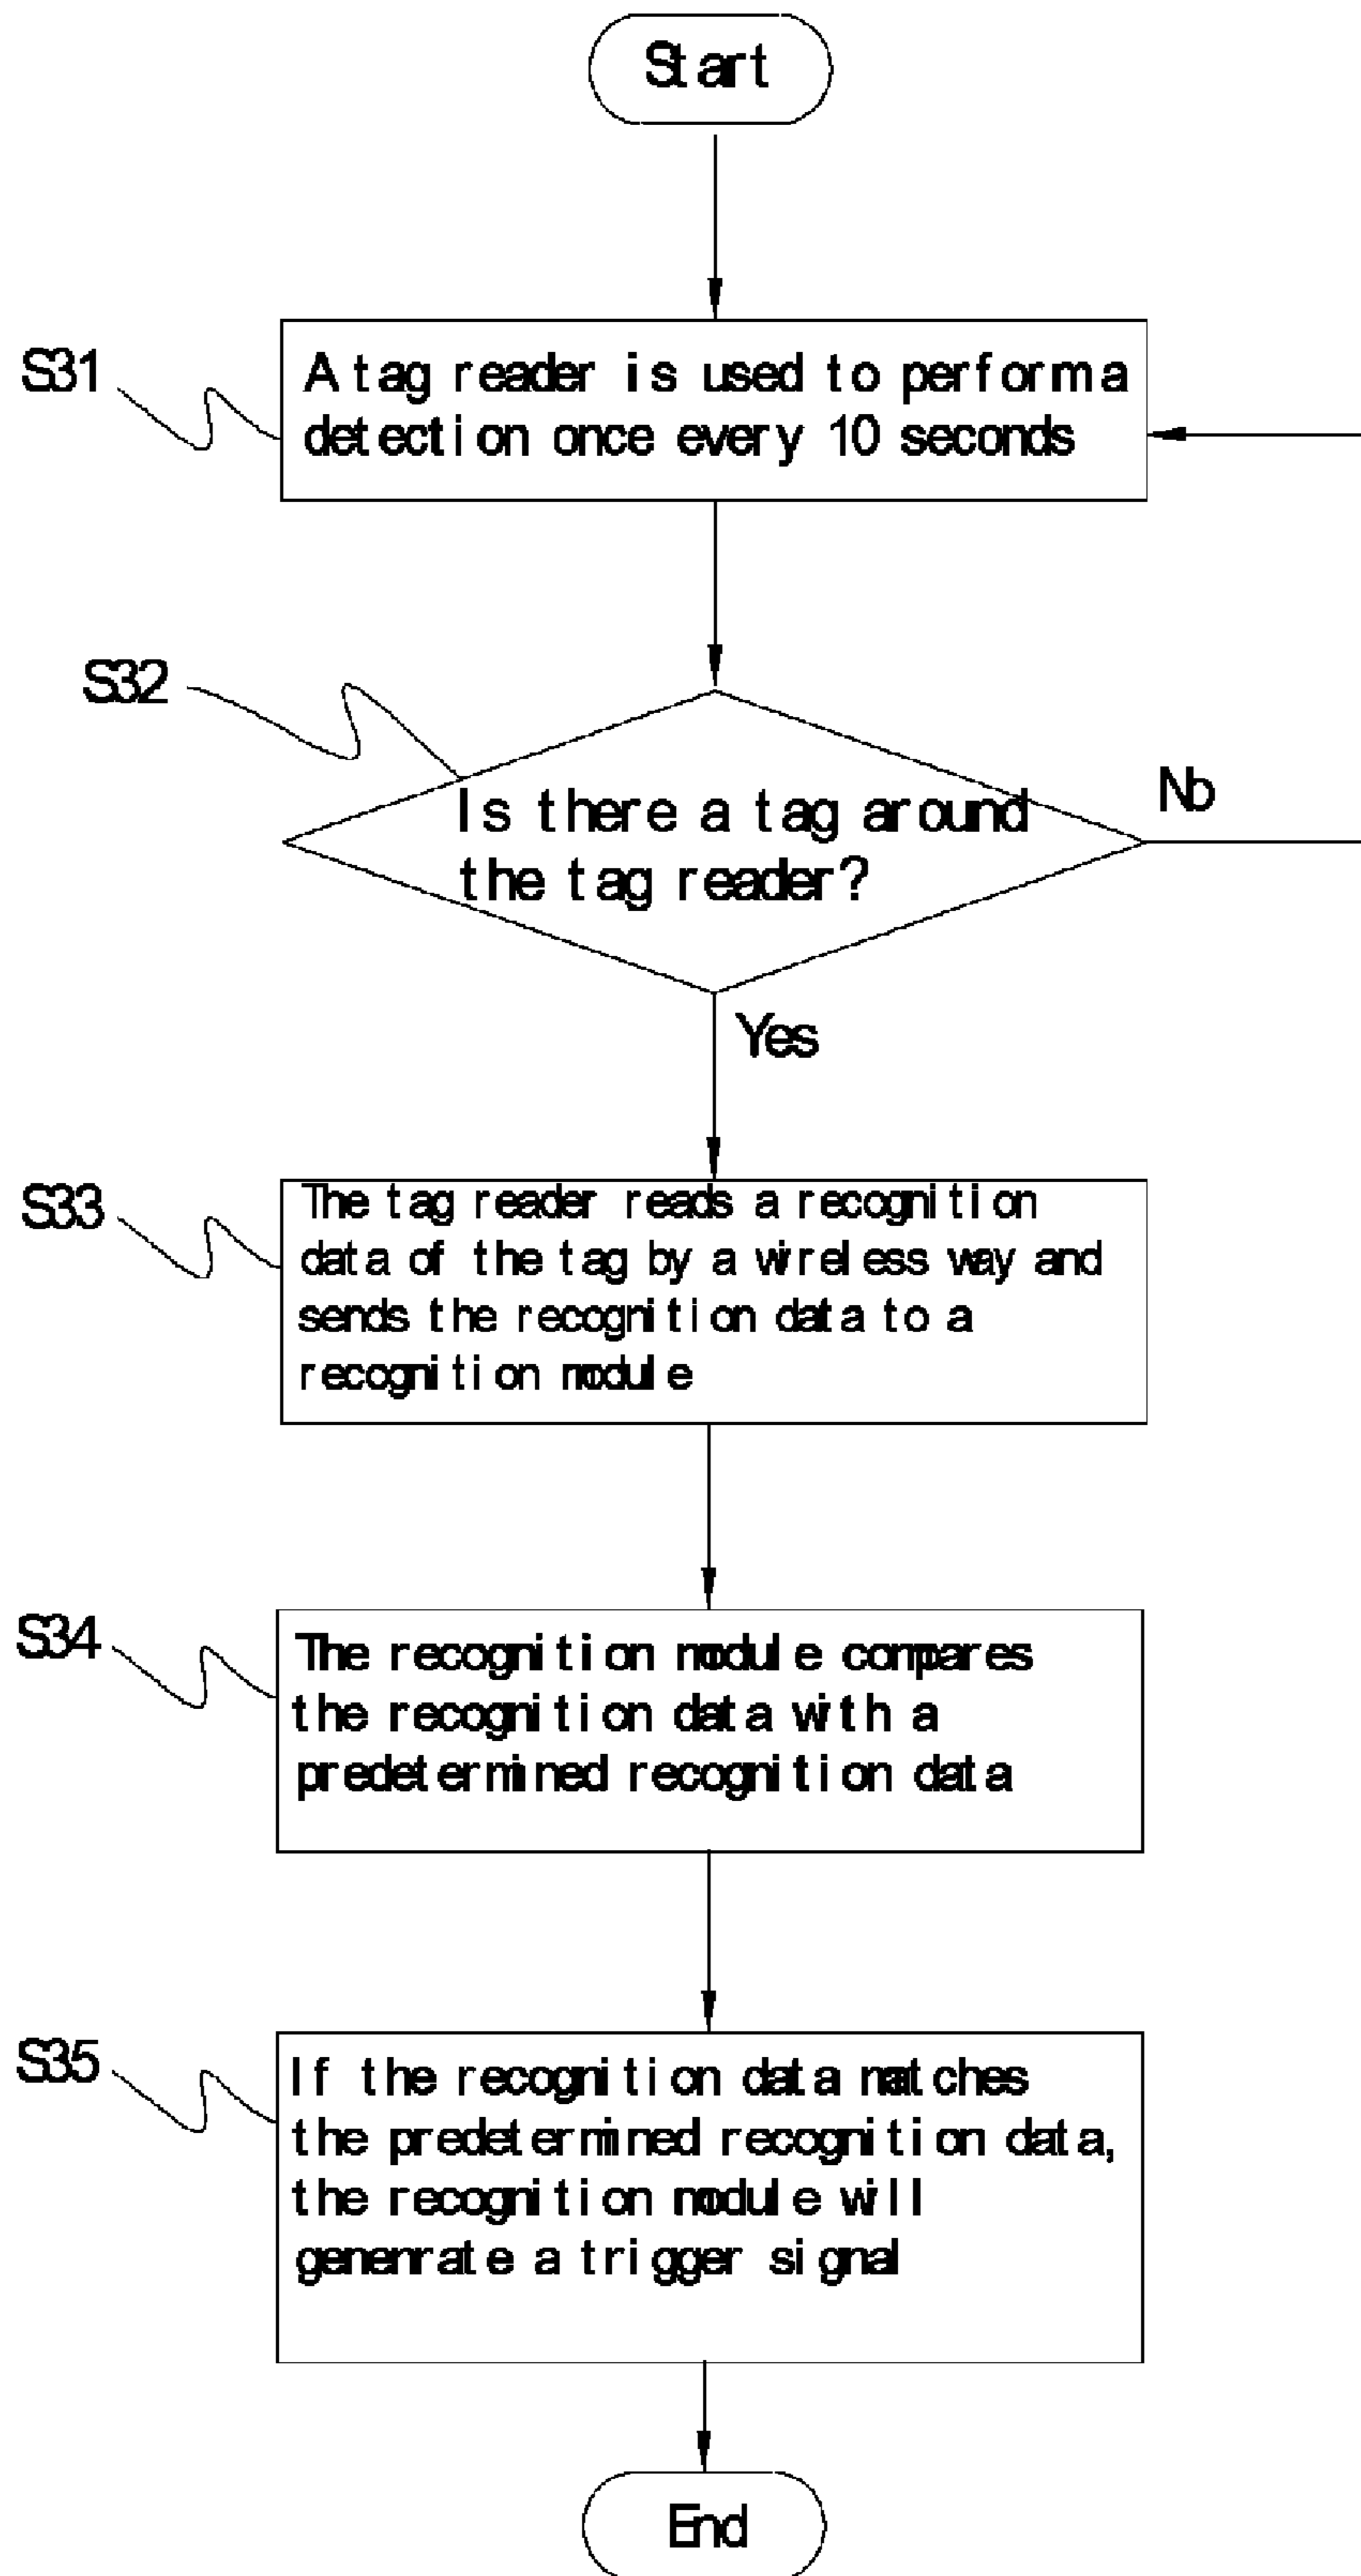 Start
S31
A tag reader is used to perform a
detection once every 10 seconds
S32
Is there a tag around
the tag reader?
No
Yes
S33
The tag reader reads a recognition
data of the tag by a wireless way and
sends the recognition data to a
recognition module
S34
The recognition module compares
the recognition data with a
predetermined recognition data
S35
If the recognition data matches
the predetermined recognition data,
the recognition module will
genenrate a trigger signal
End